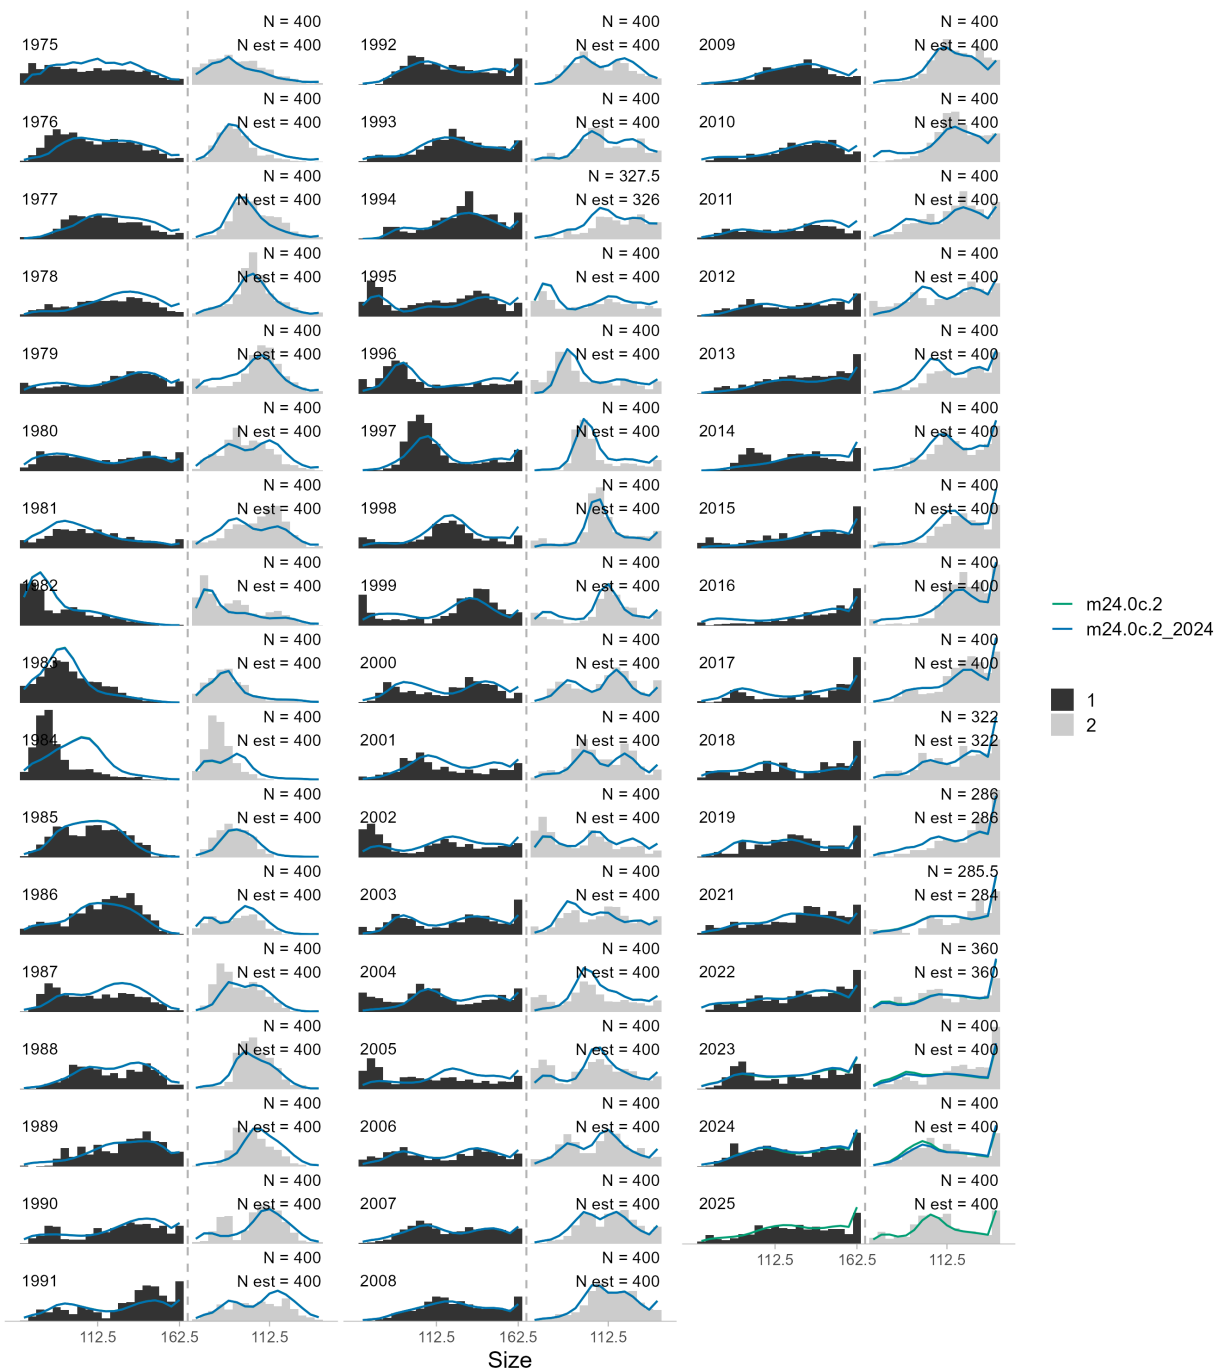 N = 400
1975
N est = 400
N = 400
1976
N est = 400
N = 400
1977
N est = 400
N = 400
1978
N est = 400
N = 400
1979
N est = 400
N = 400
1980
N est = 400
N = 400
1981
N est = 400
N = 400
1982
N est = 400
N = 400
1983
N est = 400
N = 400
1984
N est = 400
N = 400
1985
N est = 400
N = 400
1986
N est = 400
N = 400
1987
N est = 400
N = 400
1988
N est = 400
N = 400
1989
N est = 400
N = 400
1990
N est = 400
N = 400
1991
N est = 400
112.5 162.5 112.5
N = 400
1992
N est = 400
N = 400
1993
N est = 400
N = 327.5
1994
N est = 326
N = 400
1995
N est = 400
N = 400
1996
N est = 400
N = 400
1997
N est = 400
N = 400
1998
N est = 400
N = 400
1999
N est = 400
N = 400
2000
N est = 400
N = 400
2001
N est = 400
N = 400
2002
N est = 400
N = 400
2003
N est = 400
N = 400
2004
N est = 400
N = 400
2005
N est = 400
N = 400
2006
N est = 400
N = 400
2007
N est = 400
N = 400
2008
N est = 400
112.5 162.5 112.5
N = 400
2009
N est = 400
N = 400
2010
N est = 400
N = 400
2011
N est = 400
N = 400
2012
N est = 400
N = 400
2013
N est = 400
N = 400
2014
N est = 400
N = 400
2015
N est = 400
N = 400
2016
N est = 400
N = 400
2017
N est = 400
N = 322
2018
N est = 322
N = 286
2019
N est = 286
N = 285.5
2021
N est = 284
N = 360
2022
N est = 360
N = 400
2023
N est = 400
N = 400
2024
N est = 400
N = 400
2025
N est = 400
112.5 162.5 112.5
Size
m24.0c.2
m24.0c.2_2024
1
2